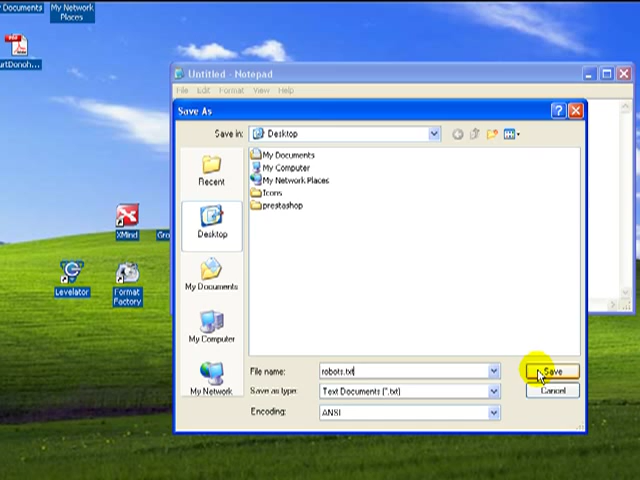 My Documents
My Network
Places
Untitled - Notepad
File Edit Format View Help
Save As
Save in:
Desktop
My Documents
My Computer
My Network Places
Icons
prestashop
Recent
Desktop
My Documents
My Computer
My Network
XMind
Levelator
Format
Factory
File name:
robots.txt
Save
Save as type:
Text Documents (*.txt)
Cancel
Encoding:
ANSI